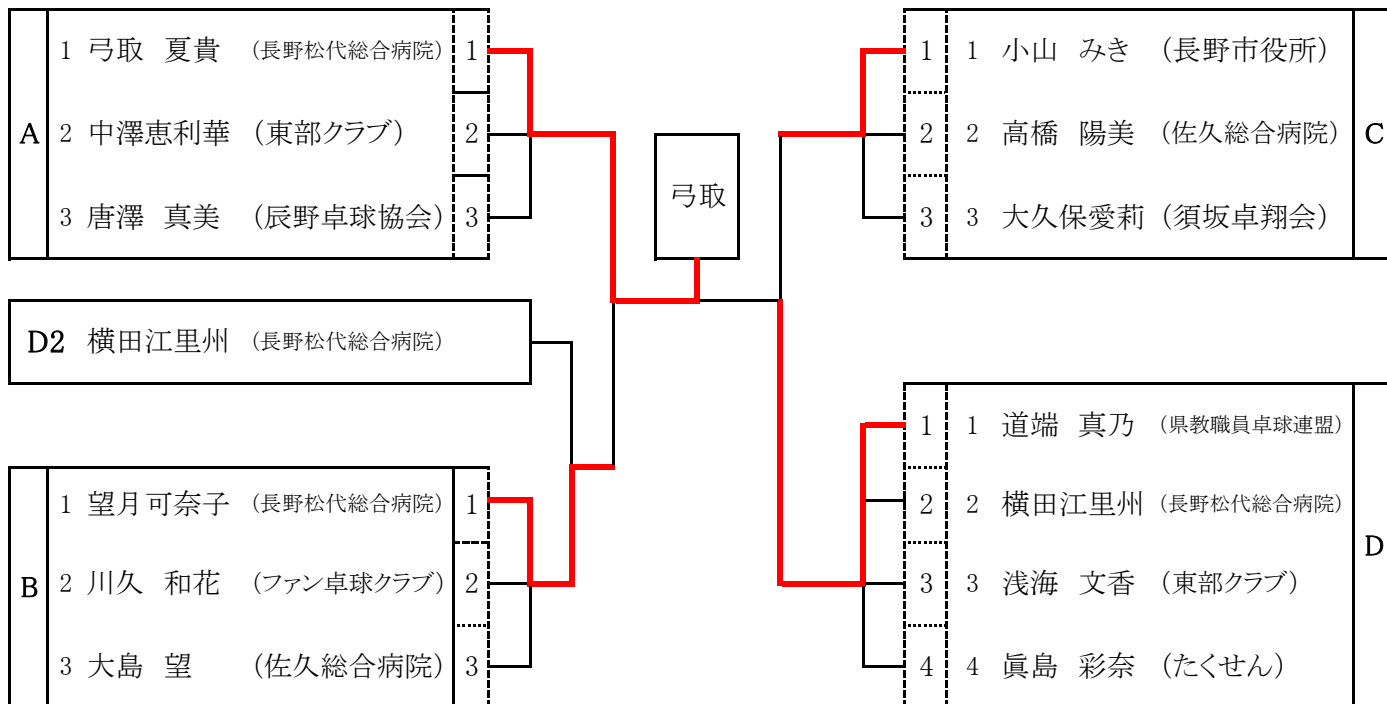 A
1 弓取 夏貴 (長野松代総合病院) 1
2 中澤恵利華 (東部クラブ) 2
3 唐澤 真美 (辰野卓球協会) 3
D2 横田江里州 (長野松代総合病院)
B
1 望月可奈子 (長野松代総合病院) 1
2 川久 和花 (ファン卓球クラブ) 2
3 大島 望 (佐久総合病院) 3
弓取
C
1 1 小山 みき (長野市役所)
2 2 高橋 陽美 (佐久総合病院)
3 3 大久保愛莉 (須坂卓翔会)
D
1 1 道端 真乃 (県教職員卓球連盟)
2 2 横田江里州 (長野松代総合病院)
3 3 浅海 文香 (東部クラブ)
4 4 眞島 彩奈 (たくせん)